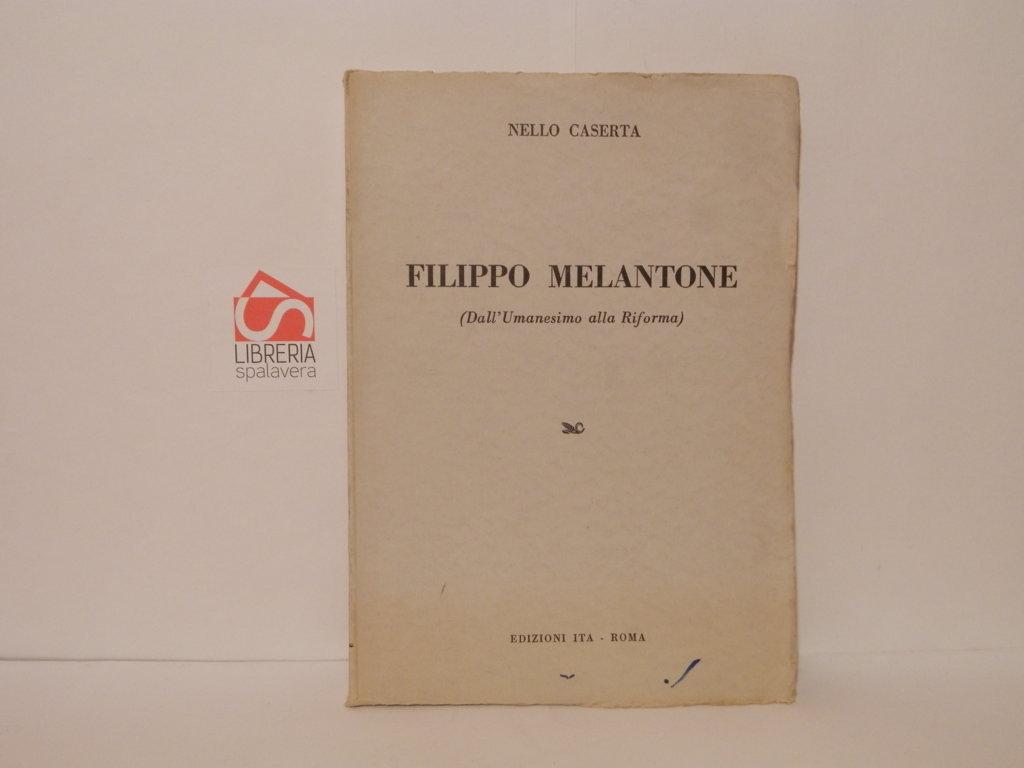 NELLO CASERTA
FILIPPO MELANTONE
(Dall'Umanesimo alla Riforma)
EDIZIONI ITA - ROMA
LIBRERIA
spalavera